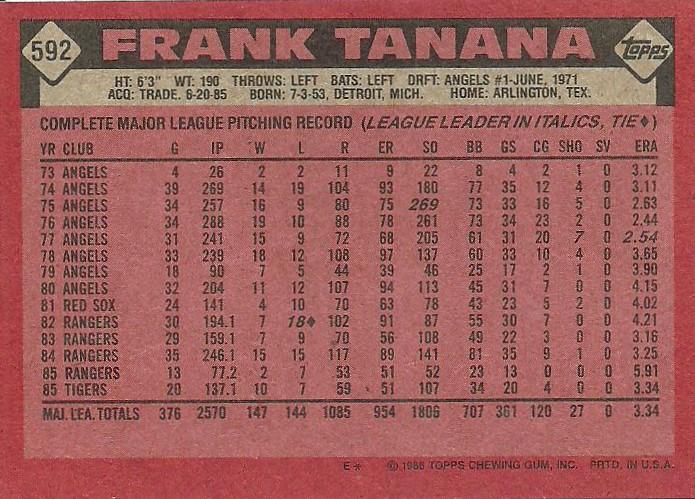 592 FRANK TANANA topps
HT: 6'3" WT: 190 THROWS: LEFT BATS: LEFT DRFT: ANGELS #1-JUNE, 1971
ACQ: TRADE. 6-20-85 BORN: 7-3-53, DETROIT, MICH. HOME: ARLINGTON, TEX.
COMPLETE MAJOR LEAGUE PITCHING RECORD (LEAGUE LEADER IN ITALICS, TIE♦)
YR CLUB G IP W L R ER SO BB GS CG SHO SV ERA
73 ANGELS 4 26 2 2 11 9 22 8 4 2 1 0 3.12
74 ANGELS 39 269 14 19 104 93 180 77 35 12 4 0 3.11
75 ANGELS 34 257 16 9 80 75 269 73 33 16 5 0 2.63
76 ANGELS 34 288 19 10 88 78 261 73 34 23 2 0 2.44
77 ANGELS 31 241 15 9 72 68 205 61 31 20 7 0 2.54
78 ANGELS 33 239 18 12 108 97 137 60 33 10 4 0 3.65
79 ANGELS 18 90 7 5 44 39 46 25 17 2 1 0 3.90
80 ANGELS 32 204 11 12 107 94 113 45 31 7 0 0 4.15
81 RED SOX 24 141 4 10 70 63 78 43 23 5 2 0 4.02
82 RANGERS 30 194.1 7 18♦ 102 91 87 55 30 7 0 0 4.21
83 RANGERS 29 159.1 7 9 70 56 108 49 22 3 0 0 3.16
84 RANGERS 35 246.1 15 15 117 89 141 81 35 9 1 0 3.25
85 RANGERS 13 77.2 2 7 53 51 52 23 13 0 0 0 5.91
85 TIGERS 20 137.1 10 7 59 51 107 34 20 4 0 0 3.34
MAJ. LEA. TOTALS 376 2570 147 144 1085 954 1806 707 361 120 27 0 3.34
E* © 1986 TOPPS CHEWING GUM, INC. PRTD. IN U.S.A.